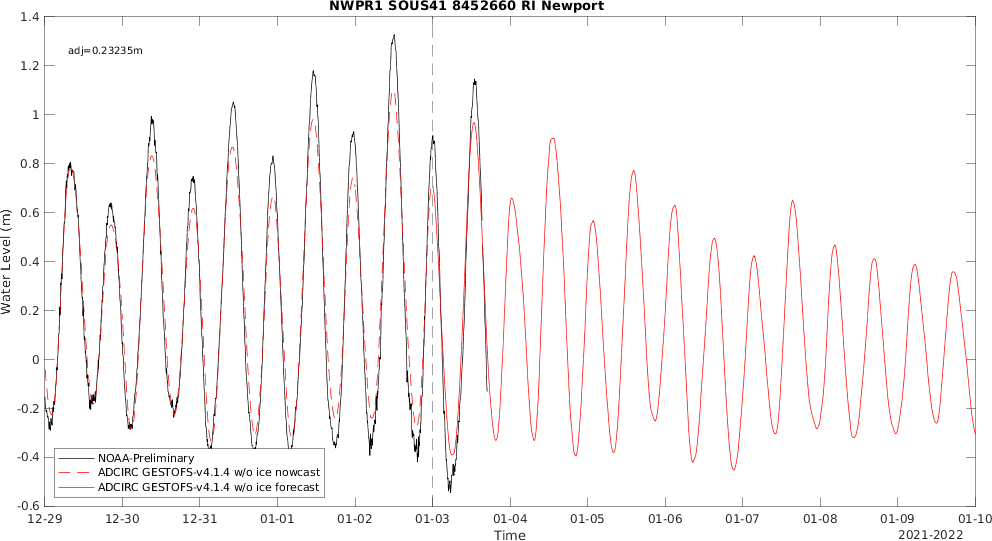 NWPR1 SOUS41 8452660 RI Newport
1.4
adj=0.23235m
1.2
1
0.8
0.6
0.4
0.2
0
-0.2
-0.4
-0.6
Water Level (m)
NOAA-Preliminary
ADCIRC GESTOFS-v4.1.4 w/o ice nowcast
ADCIRC GESTOFS-v4.1.4 w/o ice forecast
12-29 12-30 12-31 01-01 01-02 01-03 01-04 01-05 01-06 01-07 01-08 01-09 01-10
Time
2021-2022